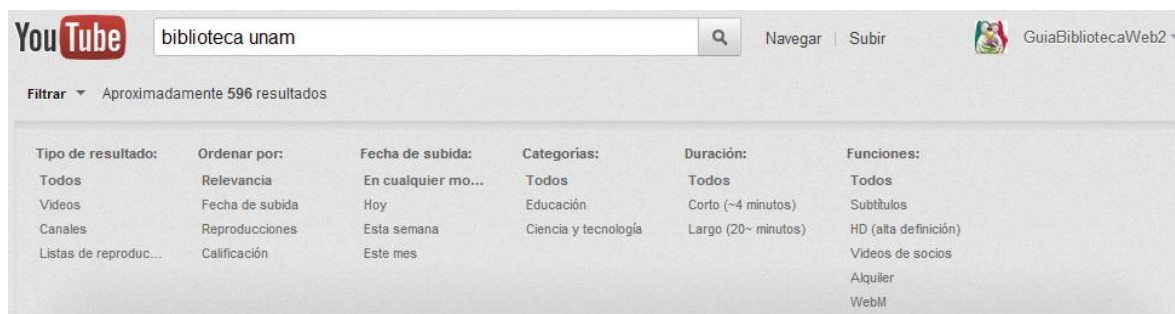 YouTube biblioteca unam Navegar Subir GuiaBibliotecaWeb2
Filtrar Aproximadamente 596 resultados
Tipo de resultado: Ordenar por: Fecha de subida: Categorías: Duración: Funciones:
Todos Relevancia En cualquier mo... Todos Todos Todos
Videos Fecha de subida Hoy Educación Corto (~4 minutos) Subtítulos
Canales Reproducciones Esta semana Ciencia y tecnología Largo (20~ minutos) HD (alta definición)
Listas de reproduc... Calificación Este mes Videos de socios
Alquiler
WebM